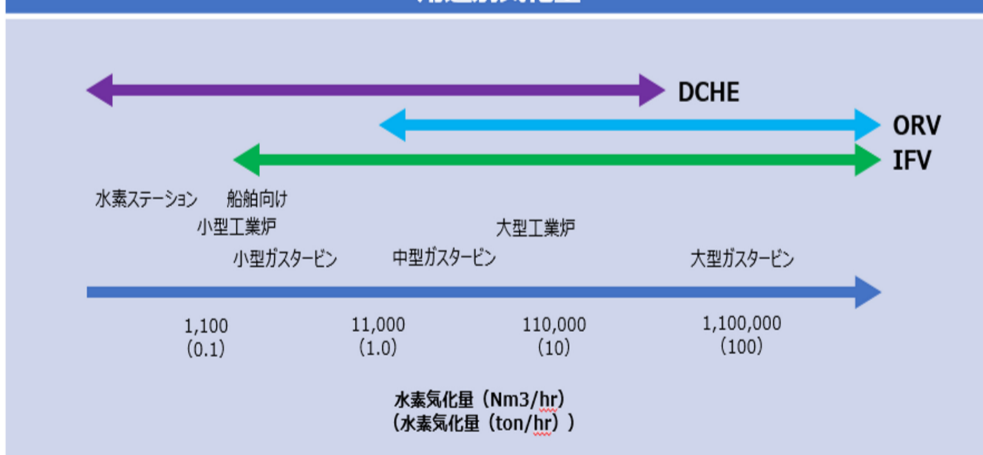 DCHE
ORV
IFV
水素ステーション 船舶向け
小型工業炉 大型工業炉
小型ガスタービン 中型ガスタービン 大型ガスタービン
1,100 11,000 110,000 1,100,000
(0.1) (1.0) (10) (100)
水素気化量（Nm3/hr）
（水素気化量（ton/hr））